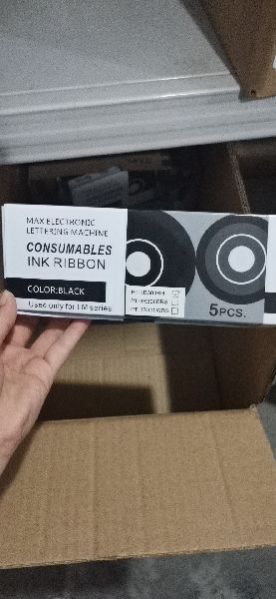 MAX ELECTRONIC
LETTERING MACHINE
CONSUMABLES
INK RIBBON
COLOR:BLACK
Used only for LM series
5PCS.